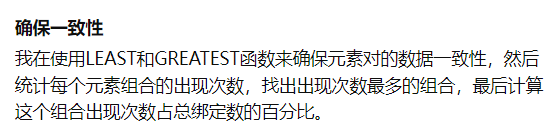 确保一致性
我在使用LEAST和GREATEST函数来确保元素对的数据一致性，然后
统计每个元素组合的出现次数，找出出现次数最多的组合，最后计算
这个组合出现次数占总绑定数的百分比。